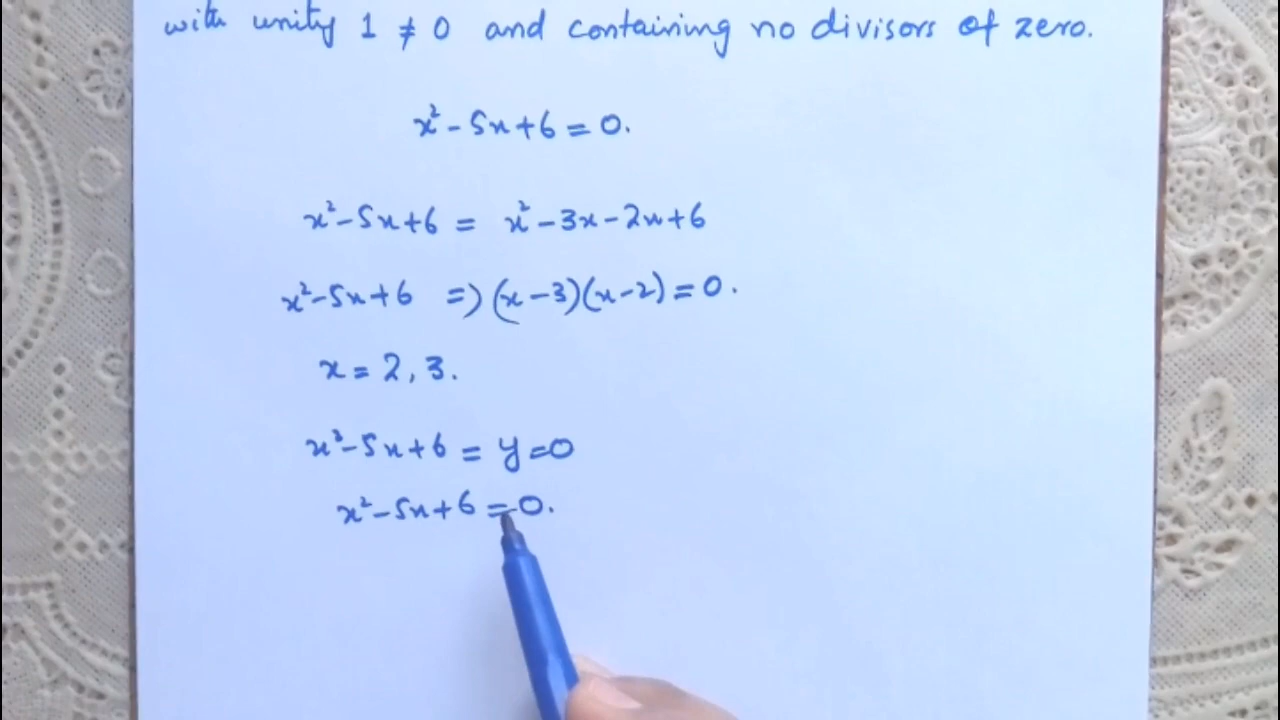 with unity 1 ≠ 0 and containing no divisors of zero.
x² - 5x + 6 = 0.
x² - 5x + 6 = x² - 3x - 2x + 6
x² - 5x + 6 => (x - 3)(x - 2) = 0.
x = 2, 3.
x² - 5x + 6 = y = 0
x² - 5x + 6 = 0.